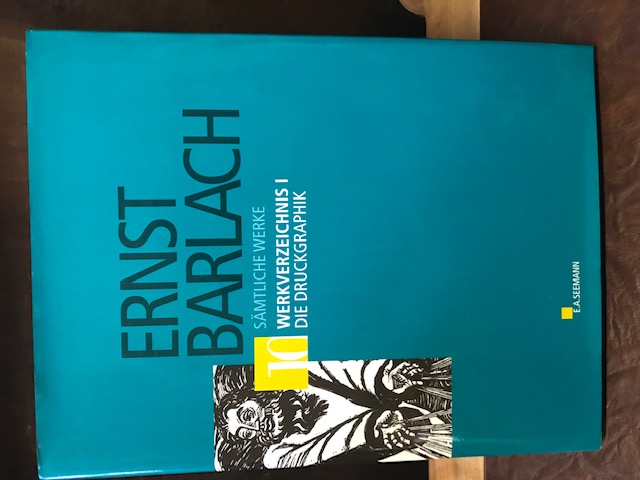 ERNST
BARLACH
SÄMTLICHE WERKE
10
WERKVERZEICHNIS I
DIE DRUCKGRAPHIK
E.A.SEEMANN